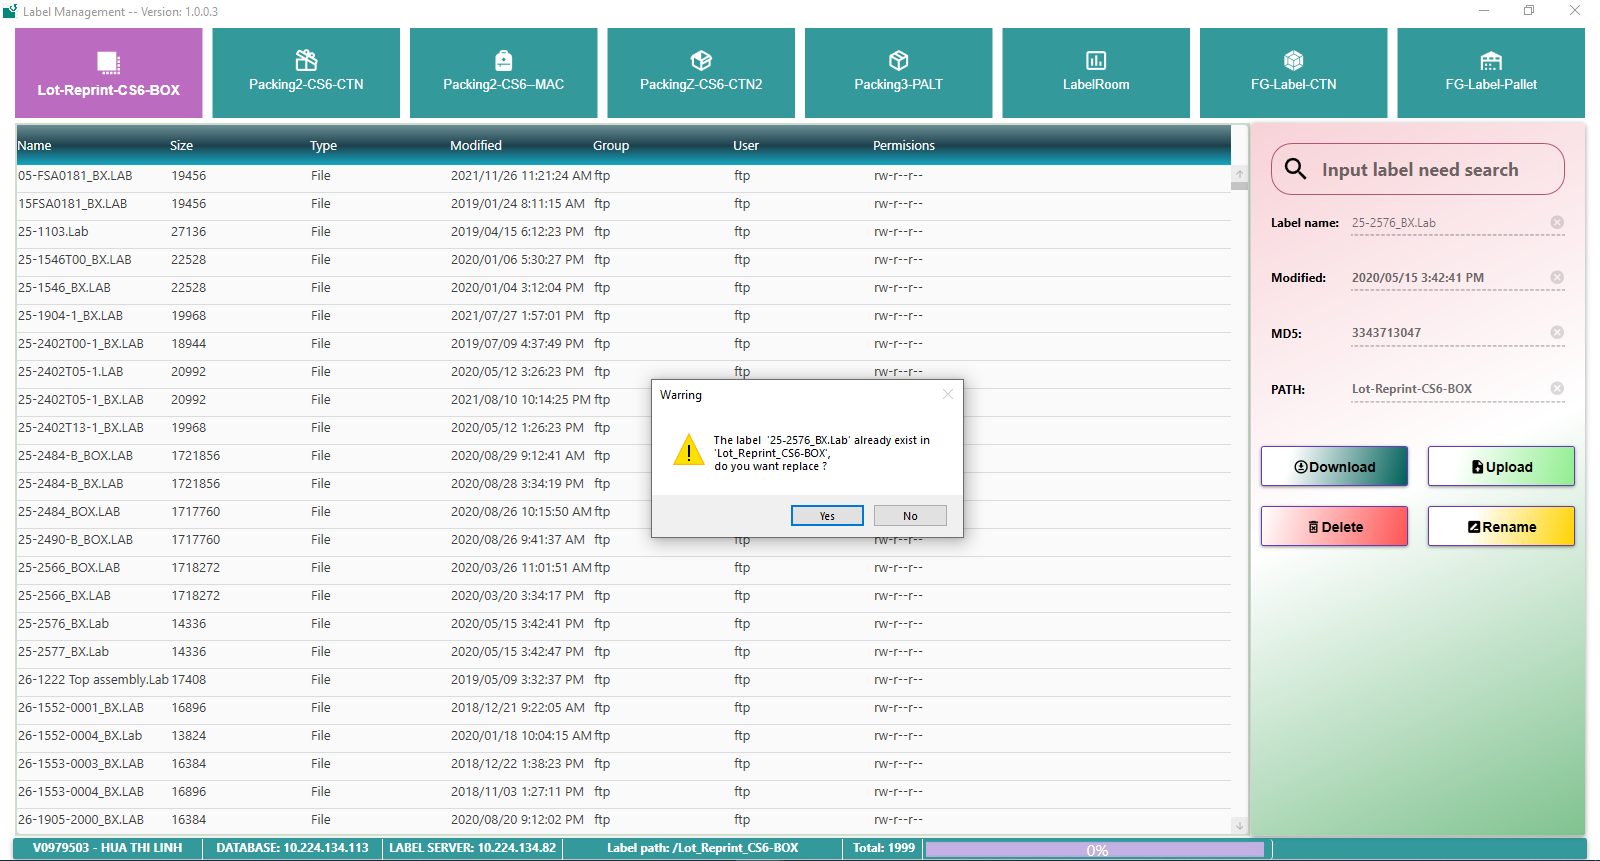 Label Management -- Version: 1.0.0.3
Lot-Reprint-CS6-BOX
Packing2-CS6-CTN
Packing2-CS6--MAC
PackingZ-CS6-CTN2
Packing3-PALT
LabelRoom
FG-Label-CTN
FG-Label-Pallet
Name Size Type Modified Group User Permisions
05-FSA0181_BX.LAB 19456 File 2021/11/26 11:21:24 AM ftp ftp rw-r--r--
15FSA0181_BX.LAB 19456 File 2019/01/24 8:11:15 AM ftp ftp rw-r--r--
25-1103.Lab 27136 File 2019/04/15 6:12:23 PM ftp ftp rw-r--r--
25-1546T00_BX.LAB 22528 File 2020/01/06 5:30:27 PM ftp ftp rw-r--r--
25-1546_BX.LAB 22528 File 2020/01/04 3:12:04 PM ftp ftp rw-r--r--
25-1904-1_BX.LAB 19968 File 2021/07/27 1:57:01 PM ftp ftp rw-r--r--
25-2402T00-1_BX.LAB 18944 File 2019/07/09 4:37:49 PM ftp ftp rw-r--r--
25-2402T05-1.LAB 20992 File 2020/05/12 3:26:23 PM ftp ftp rw-r--r--
25-2402T05-1_BX.LAB 20992 File 2021/08/10 10:14:25 PM ftp
25-2402T13-1_BX.LAB 19968 File 2020/05/12 1:26:23 PM ftp
25-2484-B_BOX.LAB 1721856 File 2020/08/29 9:12:41 AM ftp
25-2484-B_BX.LAB 1721856 File 2020/08/28 3:34:19 PM ftp
25-2484_BOX.LAB 1717760 File 2020/08/26 10:15:50 AM ftp
25-2490-B_BOX.LAB 1717760 File 2020/08/26 9:41:37 AM ftp ftp rw-r--r--
25-2566_BOX.LAB 1718272 File 2020/03/26 11:01:51 AM ftp ftp rw-r--r--
25-2566_BX.LAB 1718272 File 2020/03/20 3:34:17 PM ftp ftp rw-r--r--
25-2576_BX.Lab 14336 File 2020/05/15 3:42:41 PM ftp ftp rw-r--r--
25-2577_BX.Lab 14336 File 2020/05/15 3:42:47 PM ftp ftp rw-r--r--
26-1222 Top assembly.Lab 17408 File 2019/05/09 3:32:37 PM ftp ftp rw-r--r--
26-1552-0001_BX.LAB 16896 File 2018/12/21 9:22:05 AM ftp ftp rw-r--r--
26-1552-0004_BX.Lab 13824 File 2020/01/18 10:04:15 AM ftp ftp rw-r--r--
26-1553-0003_BX.LAB 16384 File 2018/12/22 1:38:23 PM ftp ftp rw-r--r--
26-1553-0004_BX.LAB 16896 File 2018/11/03 1:27:11 PM ftp ftp rw-r--r--
26-1905-2000_BX.LAB 16384 File 2020/08/20 9:12:02 PM ftp ftp rw-r--r--
Warring
The label '25-2576_BX.Lab' already exist in
'Lot_Reprint_CS6-BOX',
do you want replace ?
Yes No
Input label need search
Label name: 25-2576_BX.Lab
Modified: 2020/05/15 3:42:41 PM
MD5: 3343713047
PATH: Lot-Reprint-CS6-BOX
Download Upload
Delete Rename
V0979503 - HUA THI LINH DATABASE: 10.224.134.113 LABEL SERVER: 10.224.134.82 Label path: /Lot_Reprint_CS6-BOX Total: 1999 0%